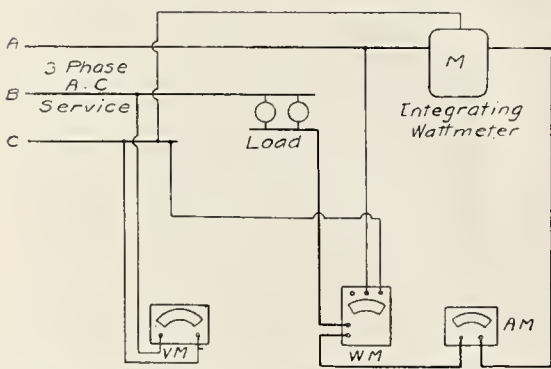 A
3 Phase
A.C
B
Service
C
M
Integrating
Wattmeter
Load
VM
WM
AM